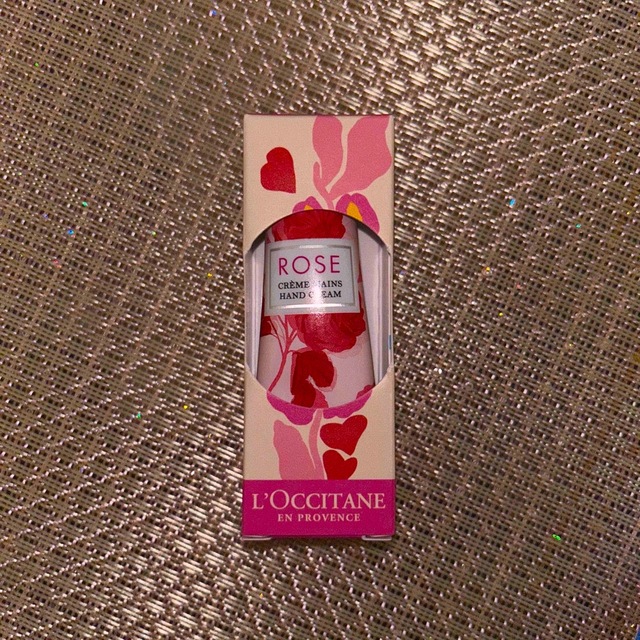 ROSE
CRÈME MAINS
HAND CREAM
L'OCCITANE
EN PROVENCE